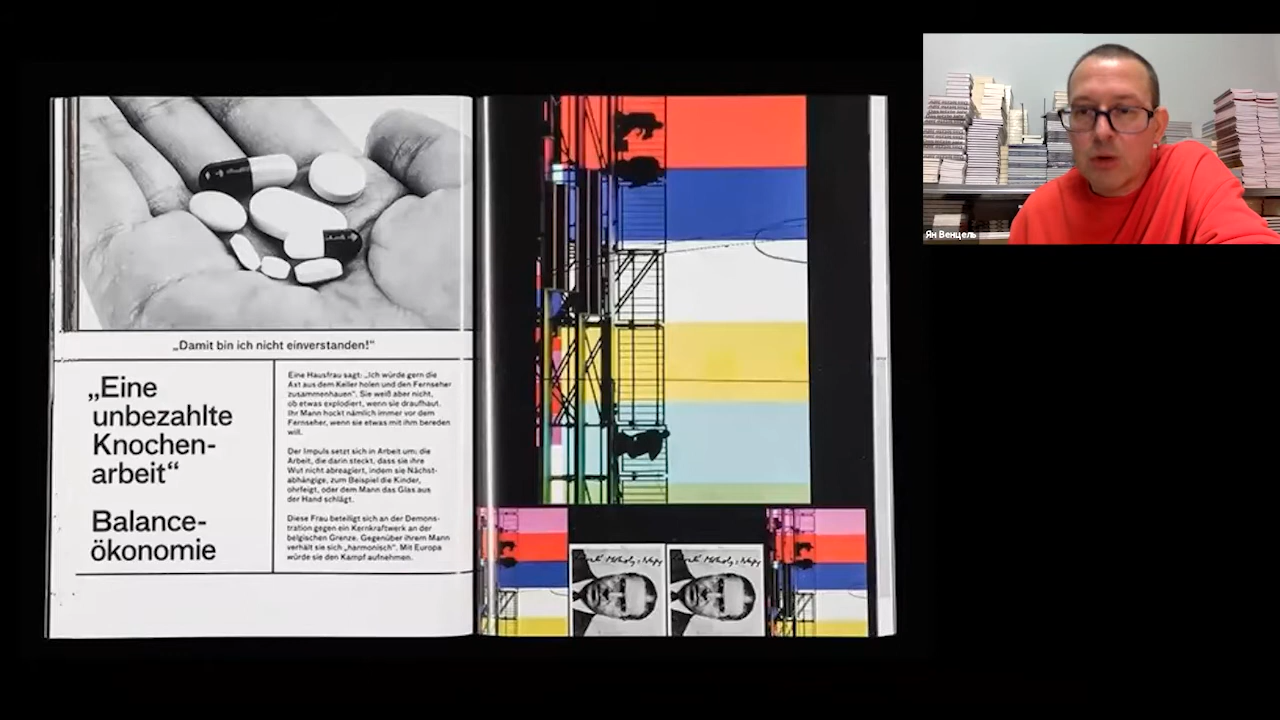 „Damit bin ich nicht einverstanden!“
„Eine
unbezahlte
Knochen-
arbeit“
Balance-
ökonomie
Eine Hausfrau sagt: „Ich würde gern die
Axt aus dem Keller holen und den Fernseher
zusammenhauen“. Sie weiß aber nicht,
ob etwas explodiert, wenn sie draufhaut.
Ihr Mann hockt nämlich immer vor dem
Fernseher, wenn sie etwas mit ihm bereden
will.
Der Impuls setzt sich in Arbeit um: die
Arbeit, die darin steckt, dass sie ihre
Wut nicht abreagiert, indem sie Nächst-
abhängige, zum Beispiel die Kinder,
ohrfeigt, oder dem Mann das Glas aus
der Hand schlägt.
Diese Frau beteiligt sich an der Demons-
tration gegen ein Kernkraftwerk an der
belgischen Grenze. Gegenüber ihrem Mann
verhält sie sich „harmonisch“. Mit Europa
würde sie den Kampf aufnehmen.
Ян Венцель